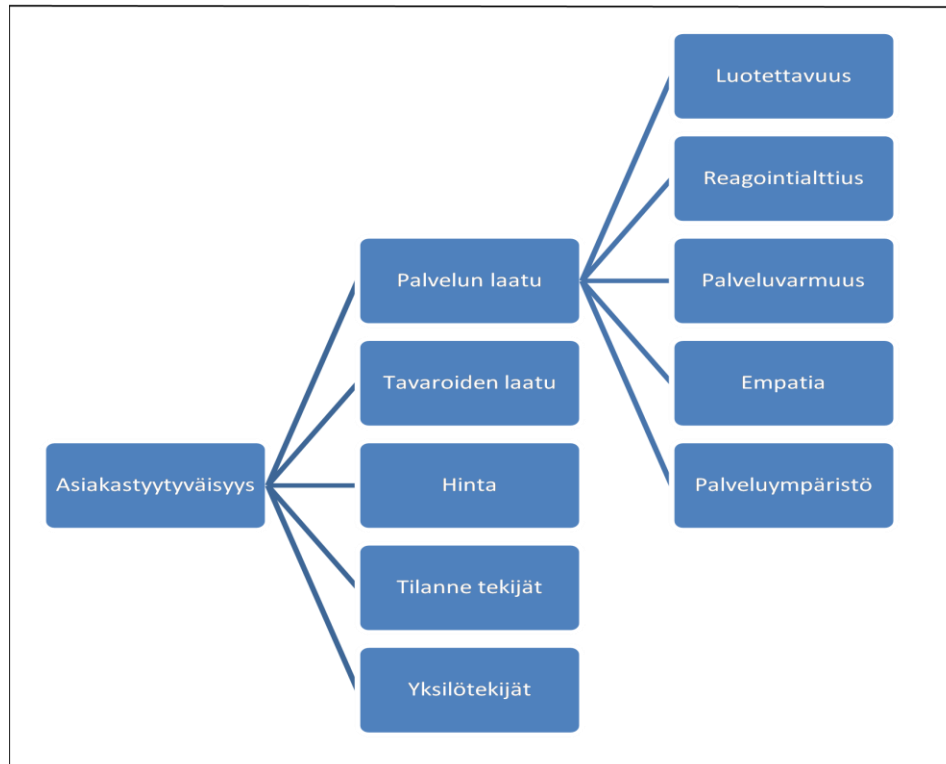 Asiakastyytyväisyys
Palvelun laatu
Tavaroiden laatu
Hinta
Tilanne tekijät
Yksilötekijät
Luotettavuus
Reagointialttius
Palveluvarmuus
Empatia
Palveluympäristö